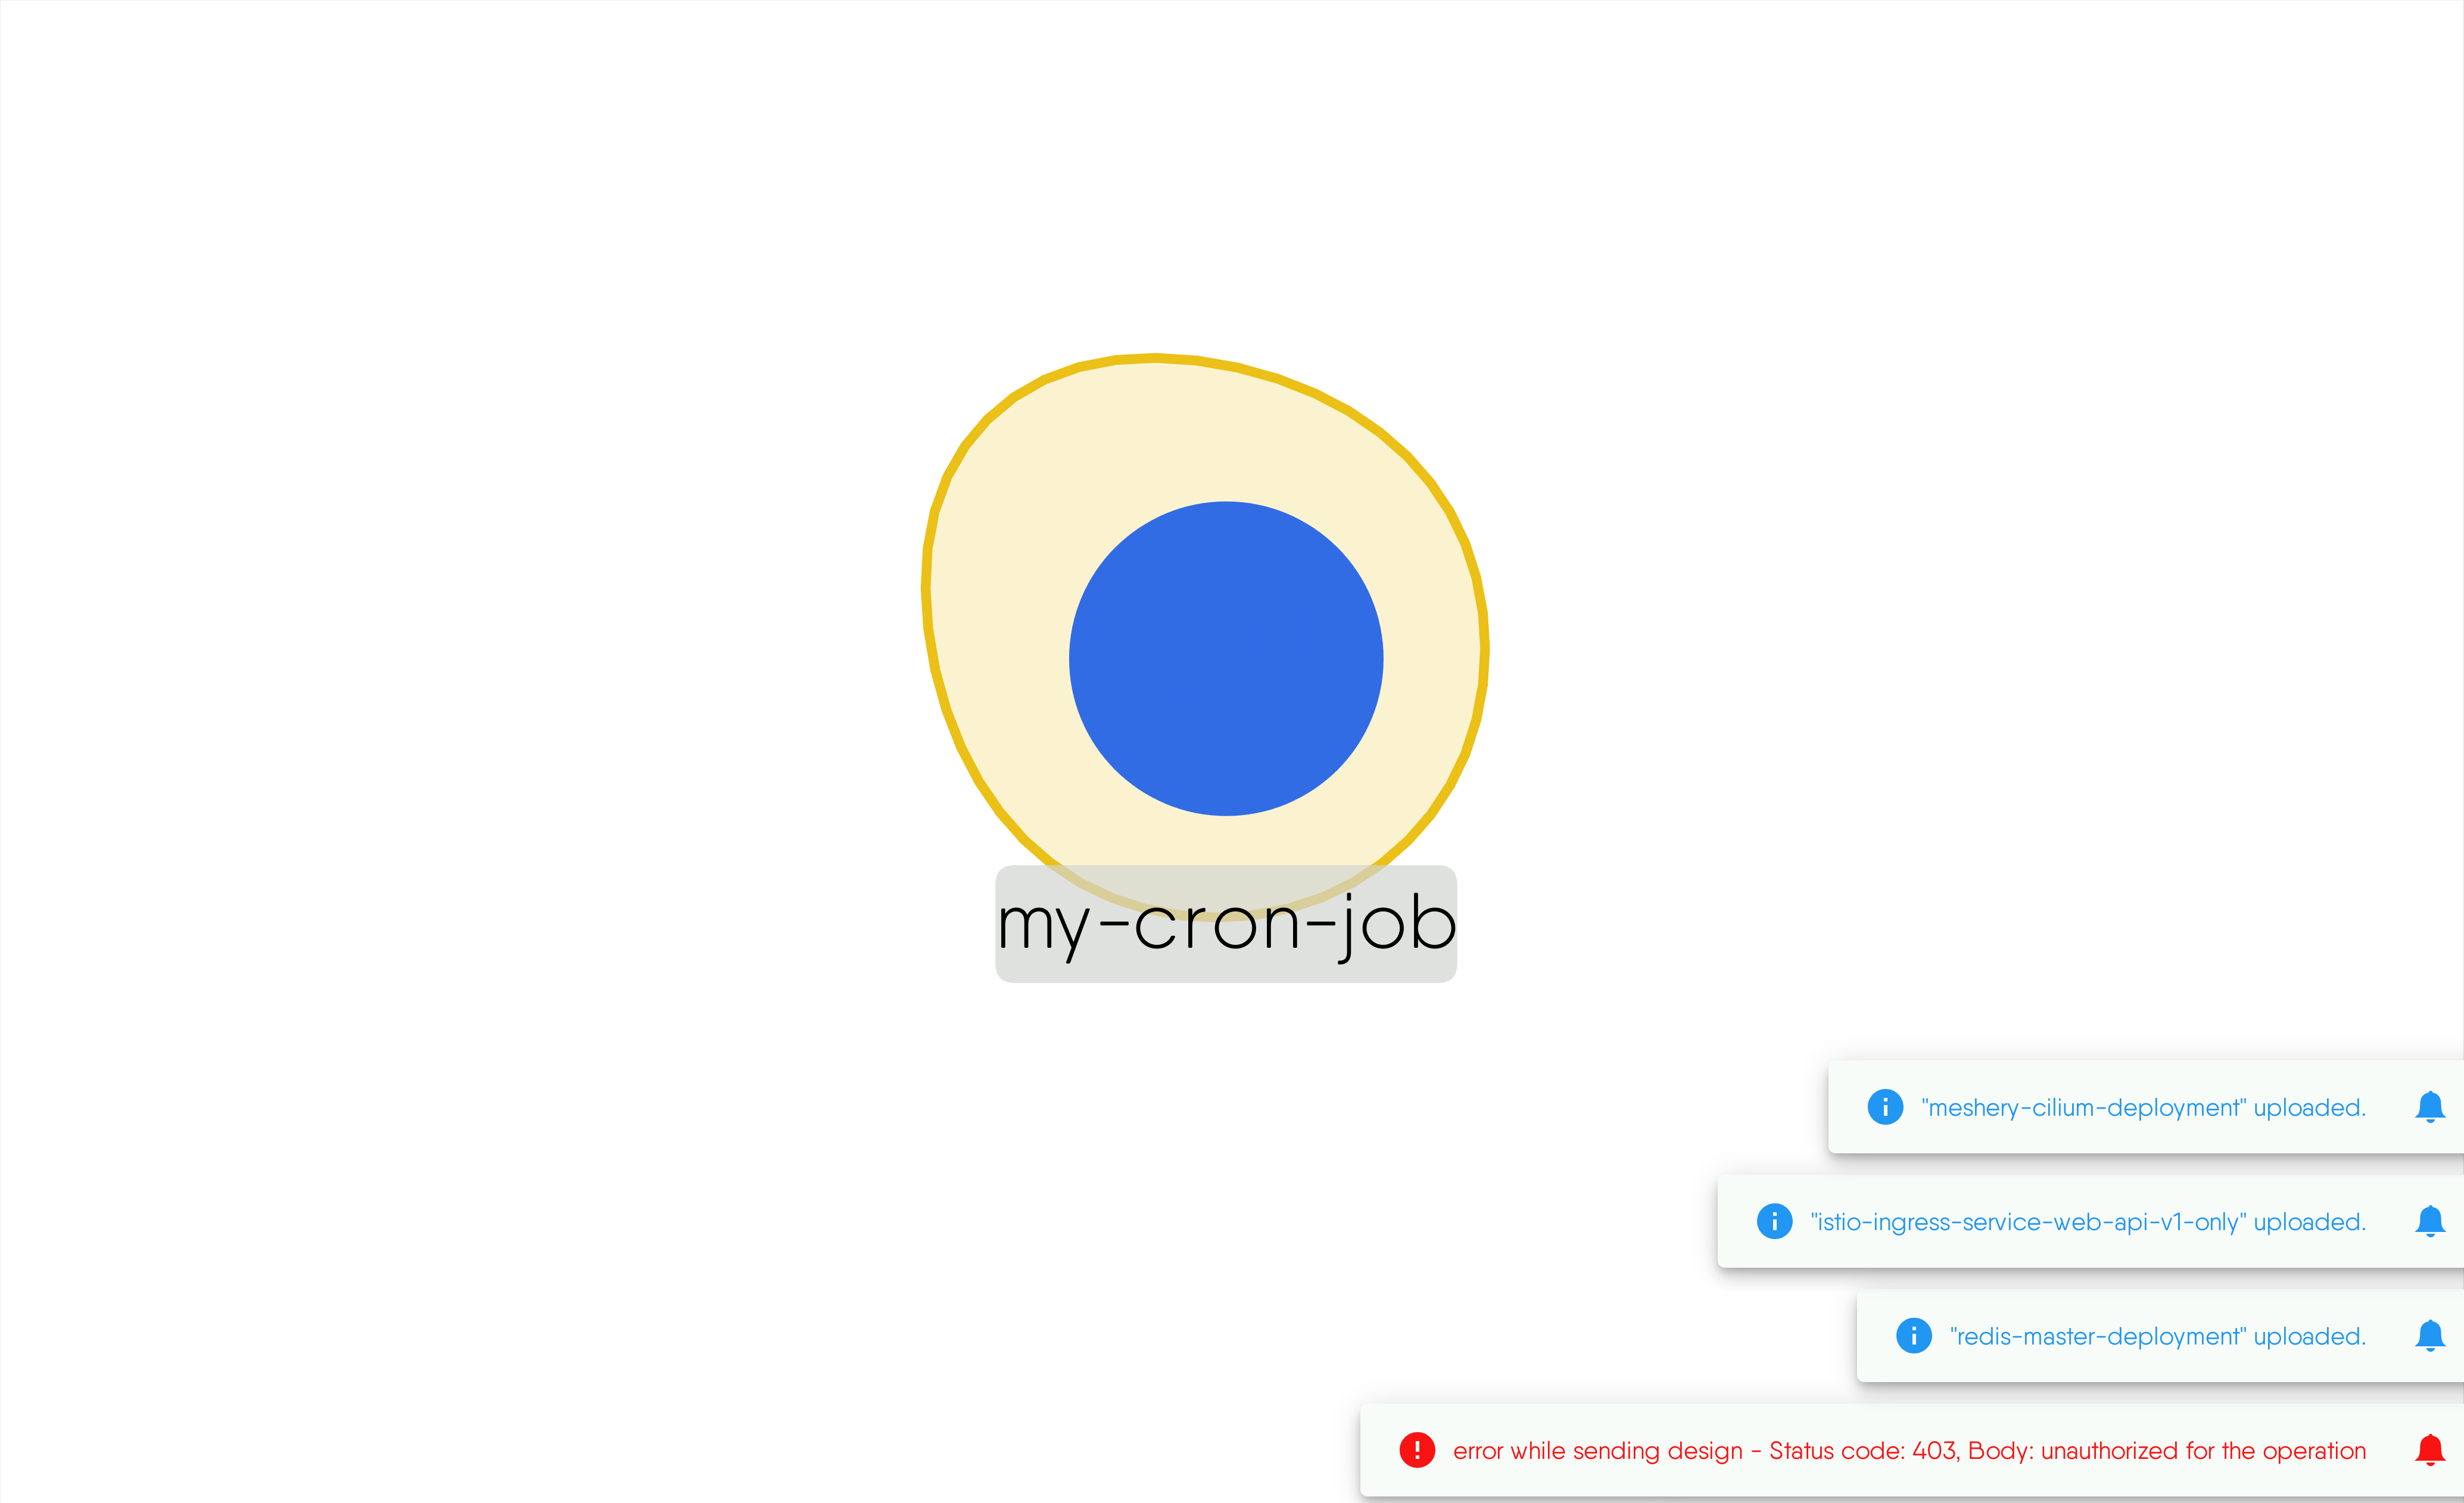 my-cron-job
"meshery-cilium-deployment" uploaded.
"istio-ingress-service-web-api-v1-only" uploaded.
"redis-master-deployment" uploaded.
error while sending design - Status code: 403, Body: unauthorized for the operation